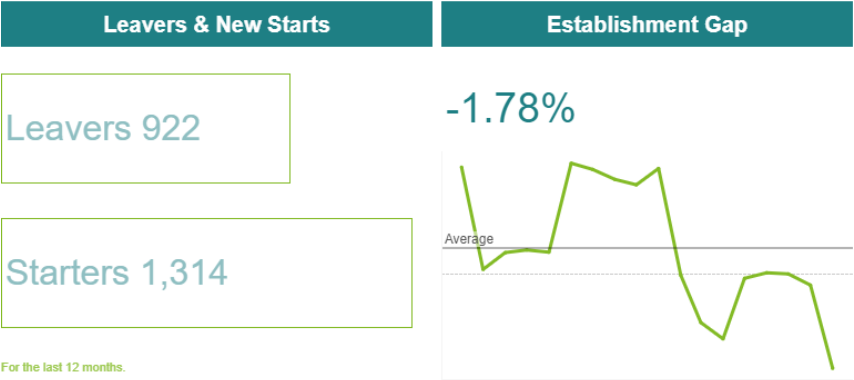 Leavers & New Starts
Leavers 922
Starters 1,314
For the last 12 months.
Establishment Gap
-1.78%
Average